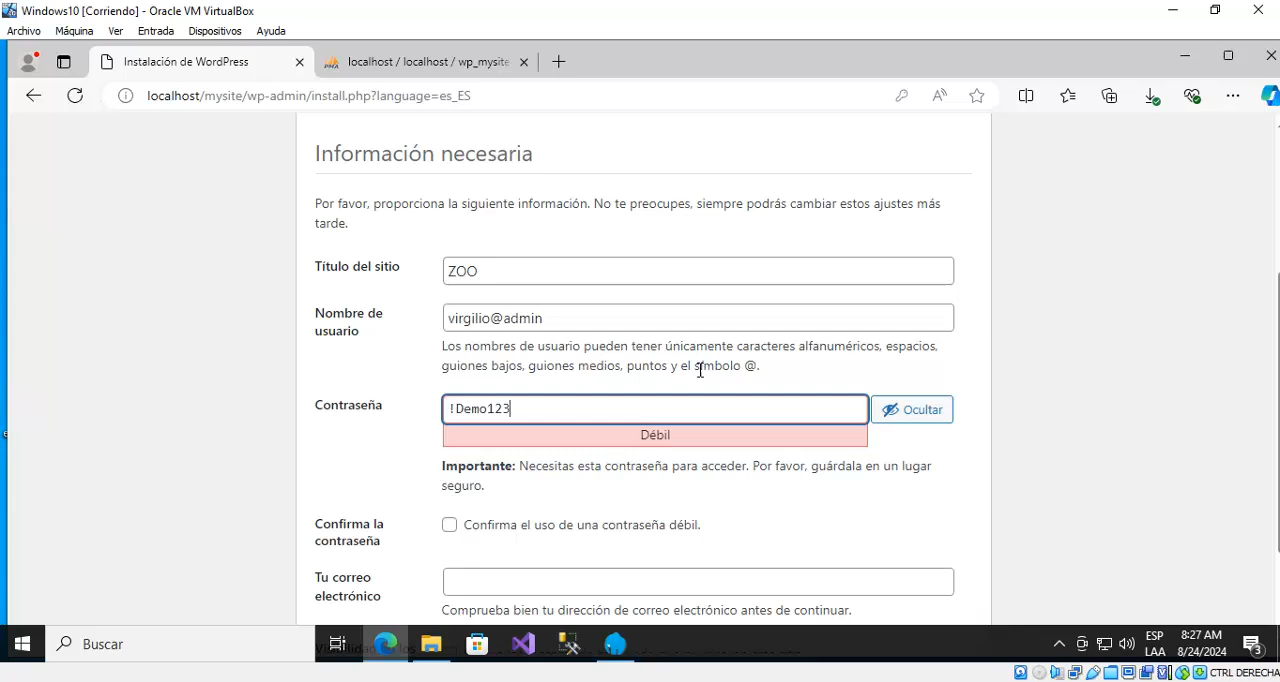 Windows10 [Corriendo] - Oracle VM VirtualBox
Archivo Máquina Ver Entrada Dispositivos Ayuda
Instalación de WordPress
localhost / localhost / wp_mysite
localhost/mysite/wp-admin/install.php?language=es_ES
Información necesaria
Por favor, proporciona la siguiente información. No te preocupes, siempre podrás cambiar estos ajustes más
tarde.
Título del sitio
ZOO
Nombre de
usuario
virgilio@admin
Los nombres de usuario pueden tener únicamente caracteres alfanuméricos, espacios,
guiones bajos, guiones medios, puntos y el símbolo @.
Contraseña
!Demo123
Ocultar
Débil
Importante: Necesitas esta contraseña para acceder. Por favor, guárdala en un lugar
seguro.
Confirma la
contraseña
Confirma el uso de una contraseña débil.
Tu correo
electrónico
Comprueba bien tu dirección de correo electrónico antes de continuar.
Buscar
ESP
LAA
8:27 AM
8/24/2024
3
CTRL DERECHA